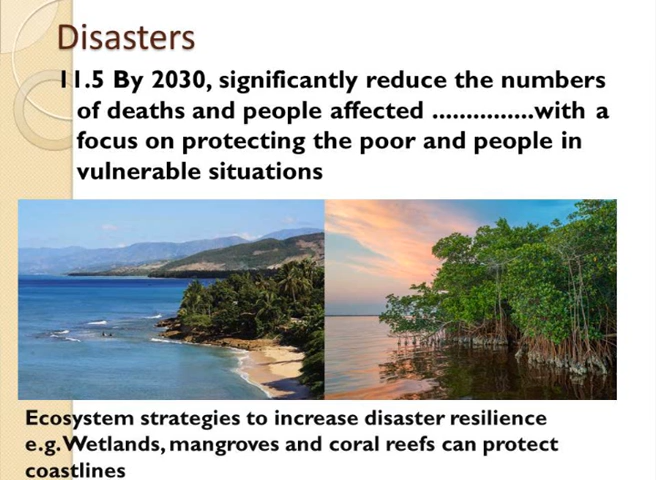 Disasters
11.5 By 2030, significantly reduce the numbers
of deaths and people affected ...............with a
focus on protecting the poor and people in
vulnerable situations
Ecosystem strategies to increase disaster resilience
e.g. Wetlands, mangroves and coral reefs can protect
coastlines